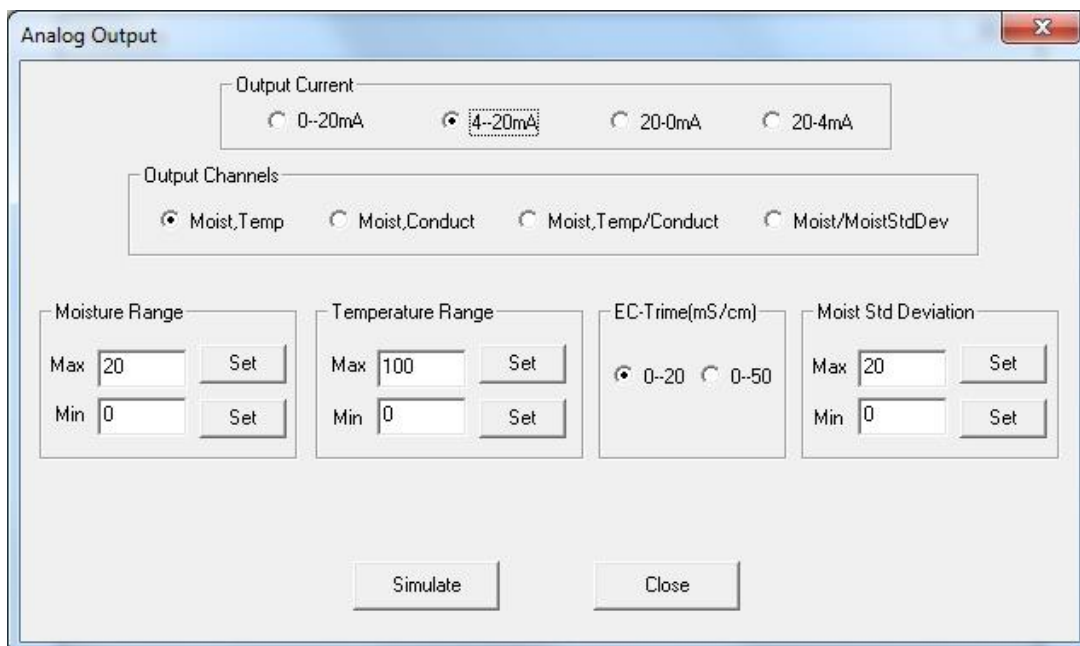 Analog Output
Output Current
0--20mA 4--20mA 20-0mA 20-4mA
Output Channels
Moist,Temp Moist,Conduct Moist,Temp/Conduct Moist/MoistStdDev
Moisture Range
Max 20 Set
Min 0 Set
Temperature Range
Max 100 Set
Min 0 Set
EC-Trime(mS/cm)
0--20 0--50
Moist Std Deviation
Max 20 Set
Min 0 Set
Simulate Close